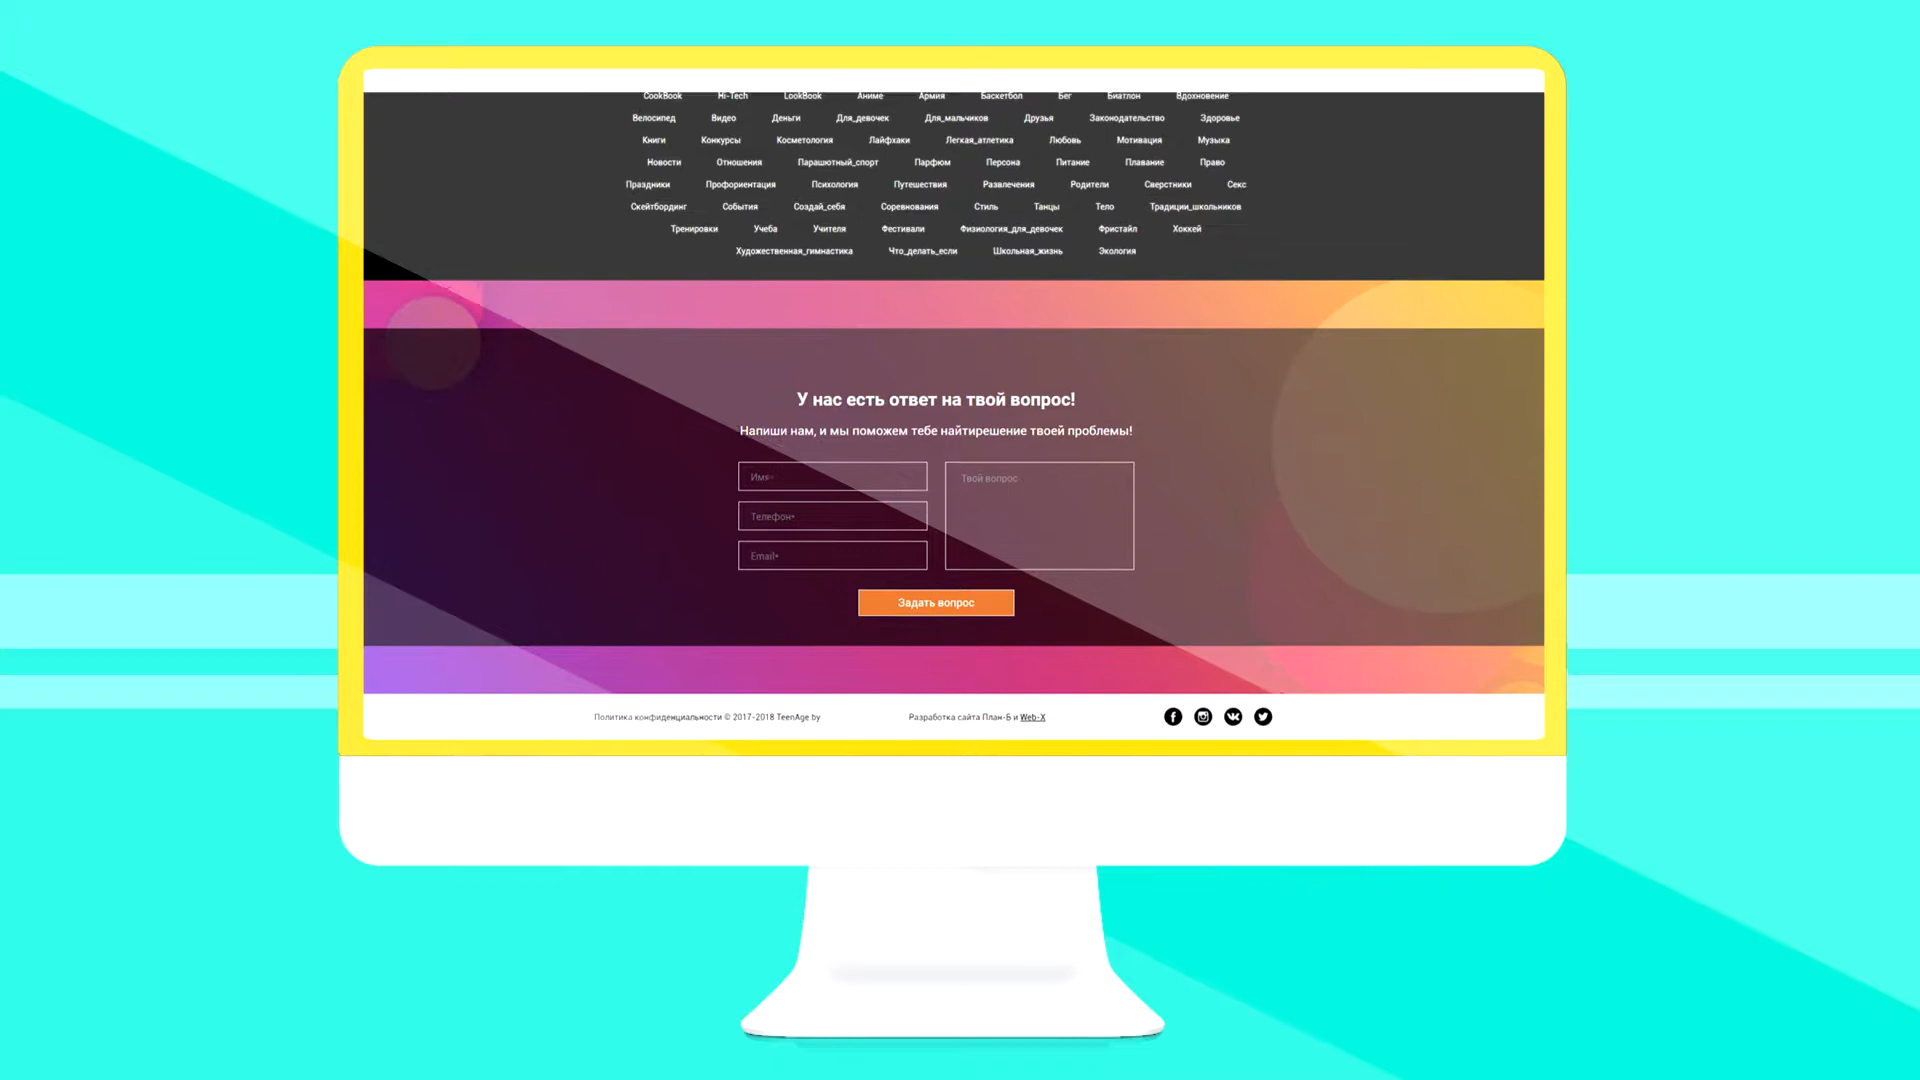 CookBook Hi-Tech LookBook Аниме Армия Баскетбол Бег Биатлон Вдохновение
Велосипед Видео Деньги Для_девочек Для_мальчиков Друзья Законодательство Здоровье
Книги Конкурсы Косметология Лайфхаки Легкая_атлетика Любовь Мотивация Музыка
Новости Отношения Парашютный_спорт Парфюм Персона Питание Плавание Право
Праздники Профориентация Психология Путешествия Развлечения Родители Сверстники Секс
Скейтбординг События Создай_себя Соревнования Стиль Танцы Тело Традиции_школьников
Тренировки Учеба Учителя Фестивали Физиология_для_девочек Фристайл Хоккей
Художественная_гимнастика Что_делать_если Школьная_жизнь Экология
У нас есть ответ на твой вопрос!
Напиши нам, и мы поможем тебе найтирешение твоей проблемы!
Имя*
Твой вопрос
Телефон*
Email*
Задать вопрос
Политика конфиденциальности © 2017-2018 TeenAge by
Разработка сайта План-Б и Web-X